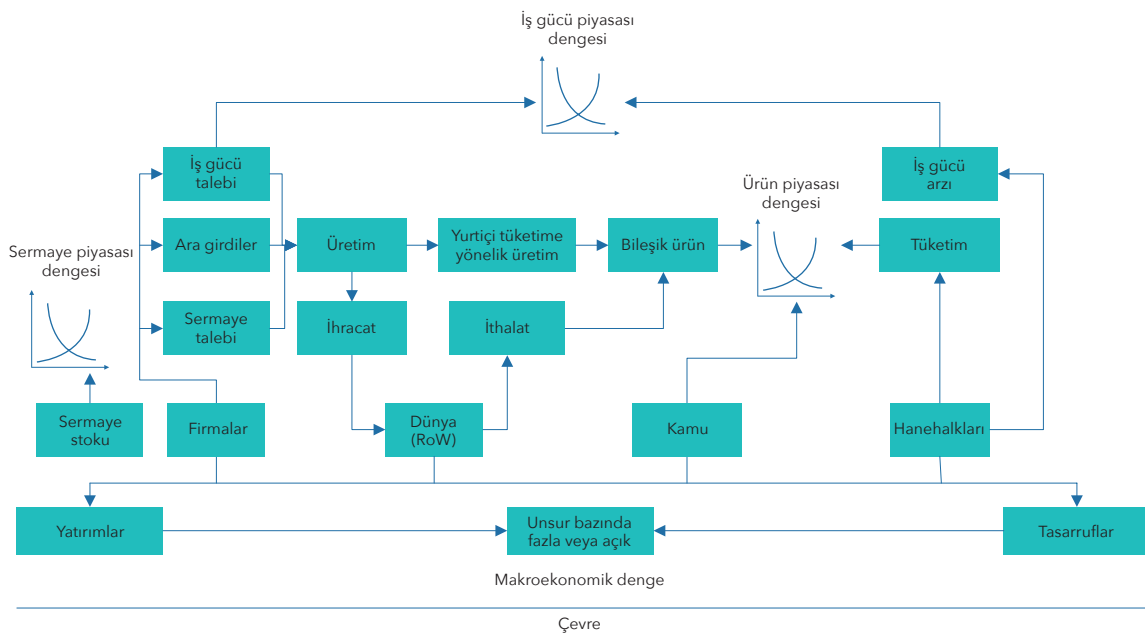 İş gücü piyasası
dengesi
İş gücü
talebi
İş gücü
arzı
Ürün piyasası
dengesi
Sermaye piyasası
dengesi
Ara girdiler
Üretim
Yurtiçi tüketime
yönelik üretim
Bileşik ürün
Tüketim
Sermaye
talebi
İhracat
İthalat
Sermaye
stoku
Firmalar
Dünya
(RoW)
Kamu
Hanehalkları
Yatırımlar
Unsur bazında
fazla veya açık
Tasarruflar
Makroekonomik denge
Çevre